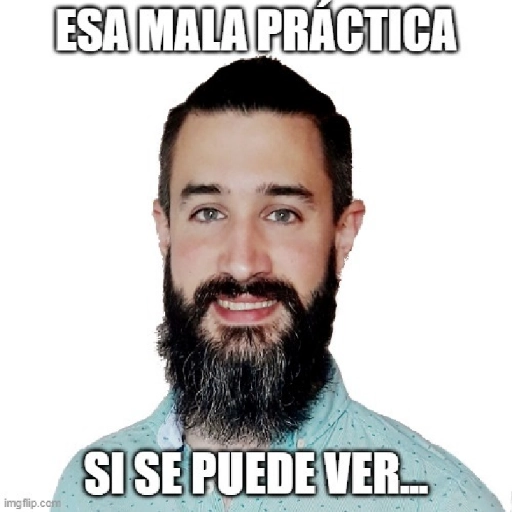 ESA MALA PRÁCTICA
SI SE PUEDE VER...
imgflip.com